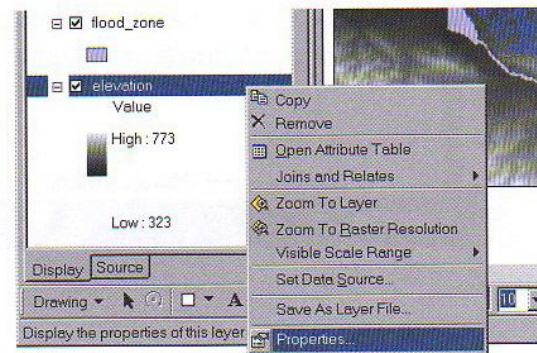 flood_zone
elevation
Value
High : 773
Low : 323
Display Source
Drawing A
Display the properties of this layer
Copy
Remove
Open Attribute Table
Joins and Relates
Zoom To Layer
Zoom To Raster Resolution
Visible Scale Range
Set Data Source...
Save As Layer File...
Properties...
10